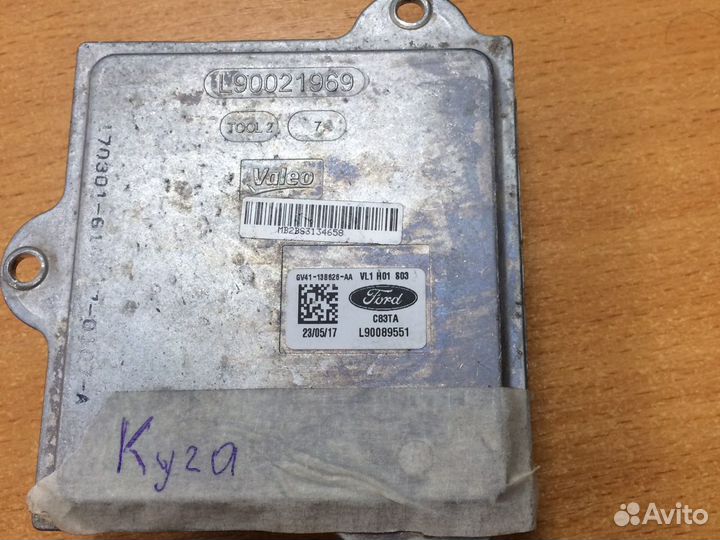 L90021969
TOOL 2 7
Valeo
MB2BS3134658
GV41-13B626-AA VL1 H01 S03
Ford
C83TA
23/05/17 L90089551
Куга
Avito